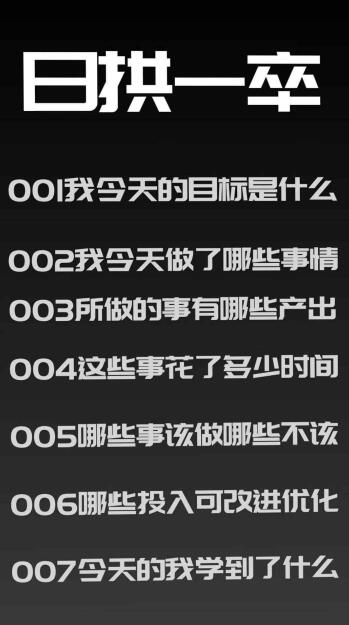 日拱一卒
001我今天的目标是什么
002我今天做了哪些事情
003所做的事有哪些产出
004这些事花了多少时间
005哪些事该做哪些不该
006哪些投入可改进优化
007今天的我学到了什么